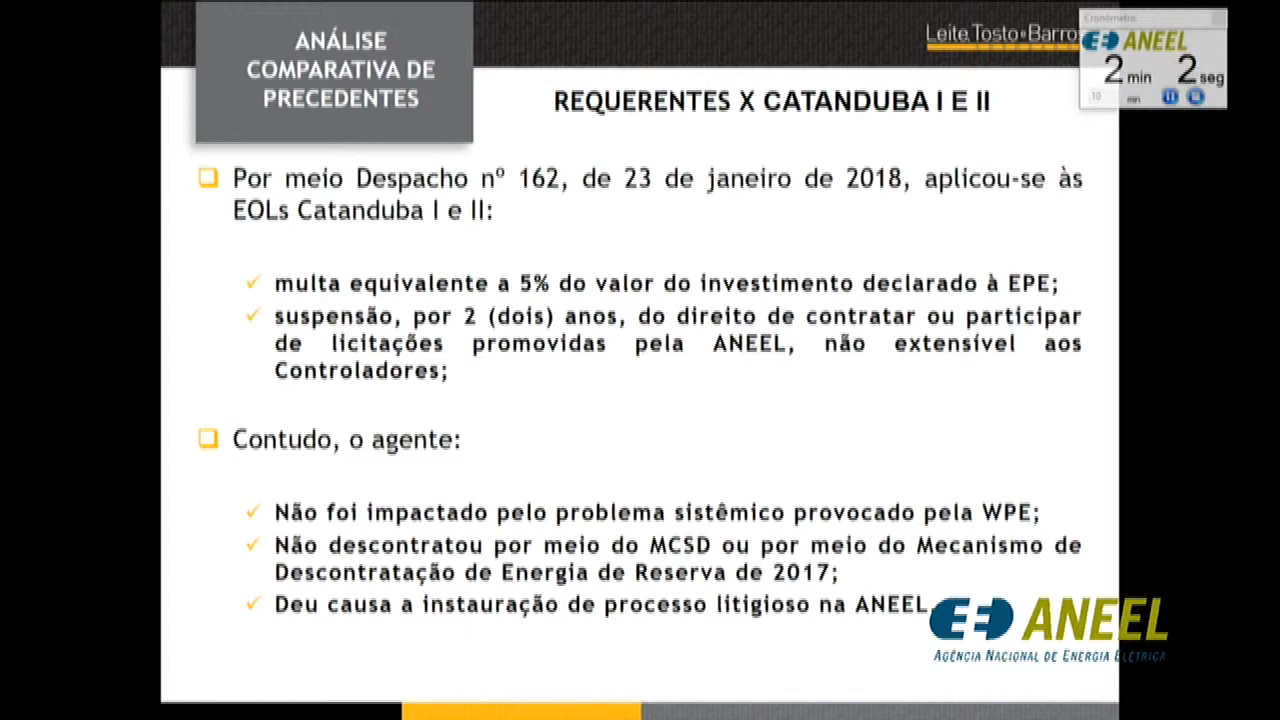 ANÁLISE
COMPARATIVA DE
PRECEDENTES
Leite,Tosto e Barros
Cronômetro
ANEEL
2 min 2 seg
10 min
REQUERENTES X CATANDUBA I E II
Por meio Despacho nº 162, de 23 de janeiro de 2018, aplicou-se às
EOLs Catanduba I e II:
multa equivalente a 5% do valor do investimento declarado à EPE;
suspensão, por 2 (dois) anos, do direito de contratar ou participar
de licitações promovidas pela ANEEL, não extensível aos
Controladores;
Contudo, o agente:
Não foi impactado pelo problema sistêmico provocado pela WPE;
Não descontratou por meio do MCSD ou por meio do Mecanismo de
Descontratação de Energia de Reserva de 2017;
Deu causa a instauração de processo litigioso na ANEEL.
ANEEL
AGÊNCIA NACIONAL DE ENERGIA ELÉTRICA